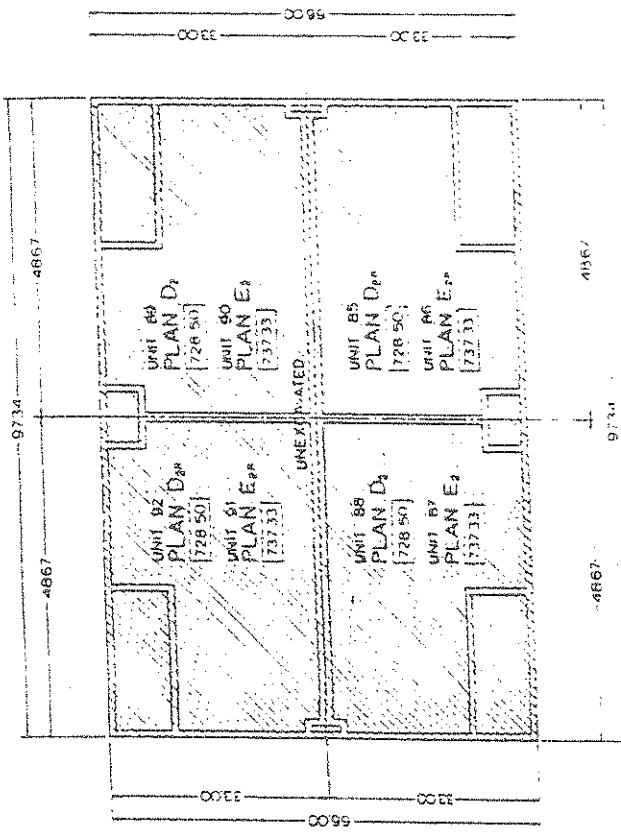 66.00
33.00
33.00
9734
4867
4867
UNIT 92
PLAN D2R
728 50
UNIT 91
PLAN E2R
737 33
UNIT 89
PLAN D2
728 50
UNIT 90
PLAN E2
737 33
UNEXCAVATED
UNIT 88
PLAN D2
728 50
UNIT 87
PLAN E2
737 33
UNIT 85
PLAN D2R
728 50
UNIT 86
PLAN E2R
737 33
4867
4867
9734
33.00
33.00
66.00